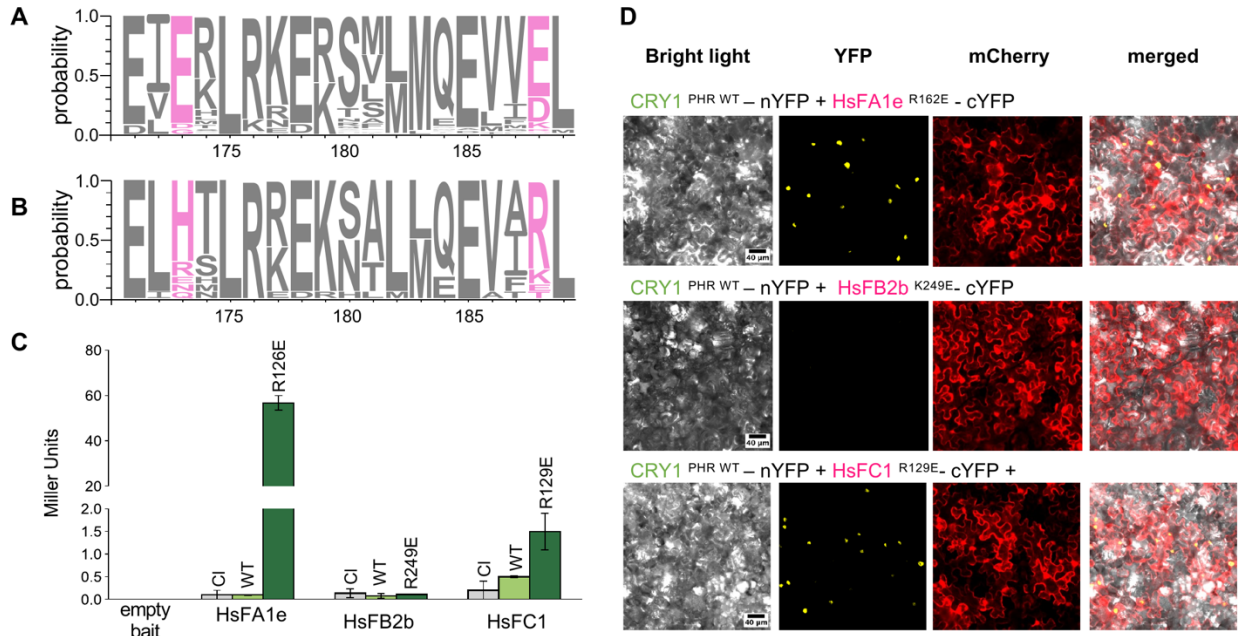 A
probability
1.0
0.5
0.0
EIERLRKERSMLMQEVVEL
175 180 185
B
probability
1.0
0.5
0.0
ELHTLRREKSALLQEVARL
175 180 185
C
Miller Units
80
60
40
20
2.0
1.5
1.0
0.5
0.0
CI WT R126E
CI WT R249E
CI WT R129E
empty bait
HsFA1e
HsFB2b
HsFC1
D
Bright light YFP mCherry merged
CRY1 PHR WT – nYFP + HsFA1e R162E - cYFP
40 µm
CRY1 PHR WT – nYFP + HsFB2b K249E- cYFP
40 µm
CRY1 PHR WT – nYFP + HsFC1 R129E- cYFP +
40 µm